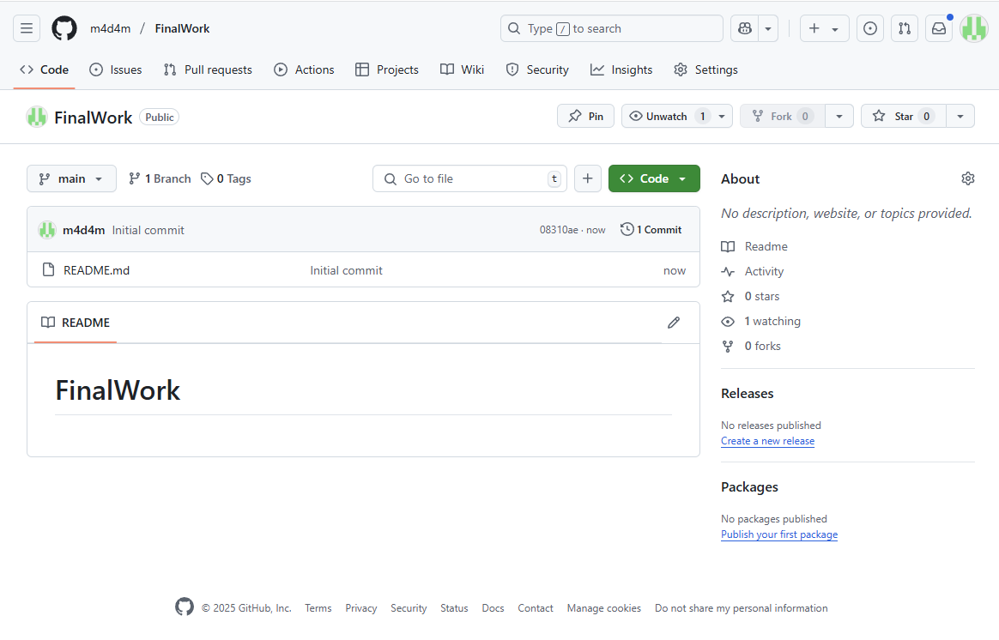 m4d4m / FinalWork
Type / to search
Code Issues Pull requests Actions Projects Wiki Security Insights Settings
FinalWork Public
Pin Unwatch 1 Fork 0 Star 0
main 1 Branch 0 Tags Go to file t + Code
m4d4m Initial commit 08310ae · now 1 Commit
README.md Initial commit now
README
FinalWork
About
No description, website, or topics provided.
Readme
Activity
0 stars
1 watching
0 forks
Releases
No releases published
Create a new release
Packages
No packages published
Publish your first package
© 2025 GitHub, Inc. Terms Privacy Security Status Docs Contact Manage cookies Do not share my personal information